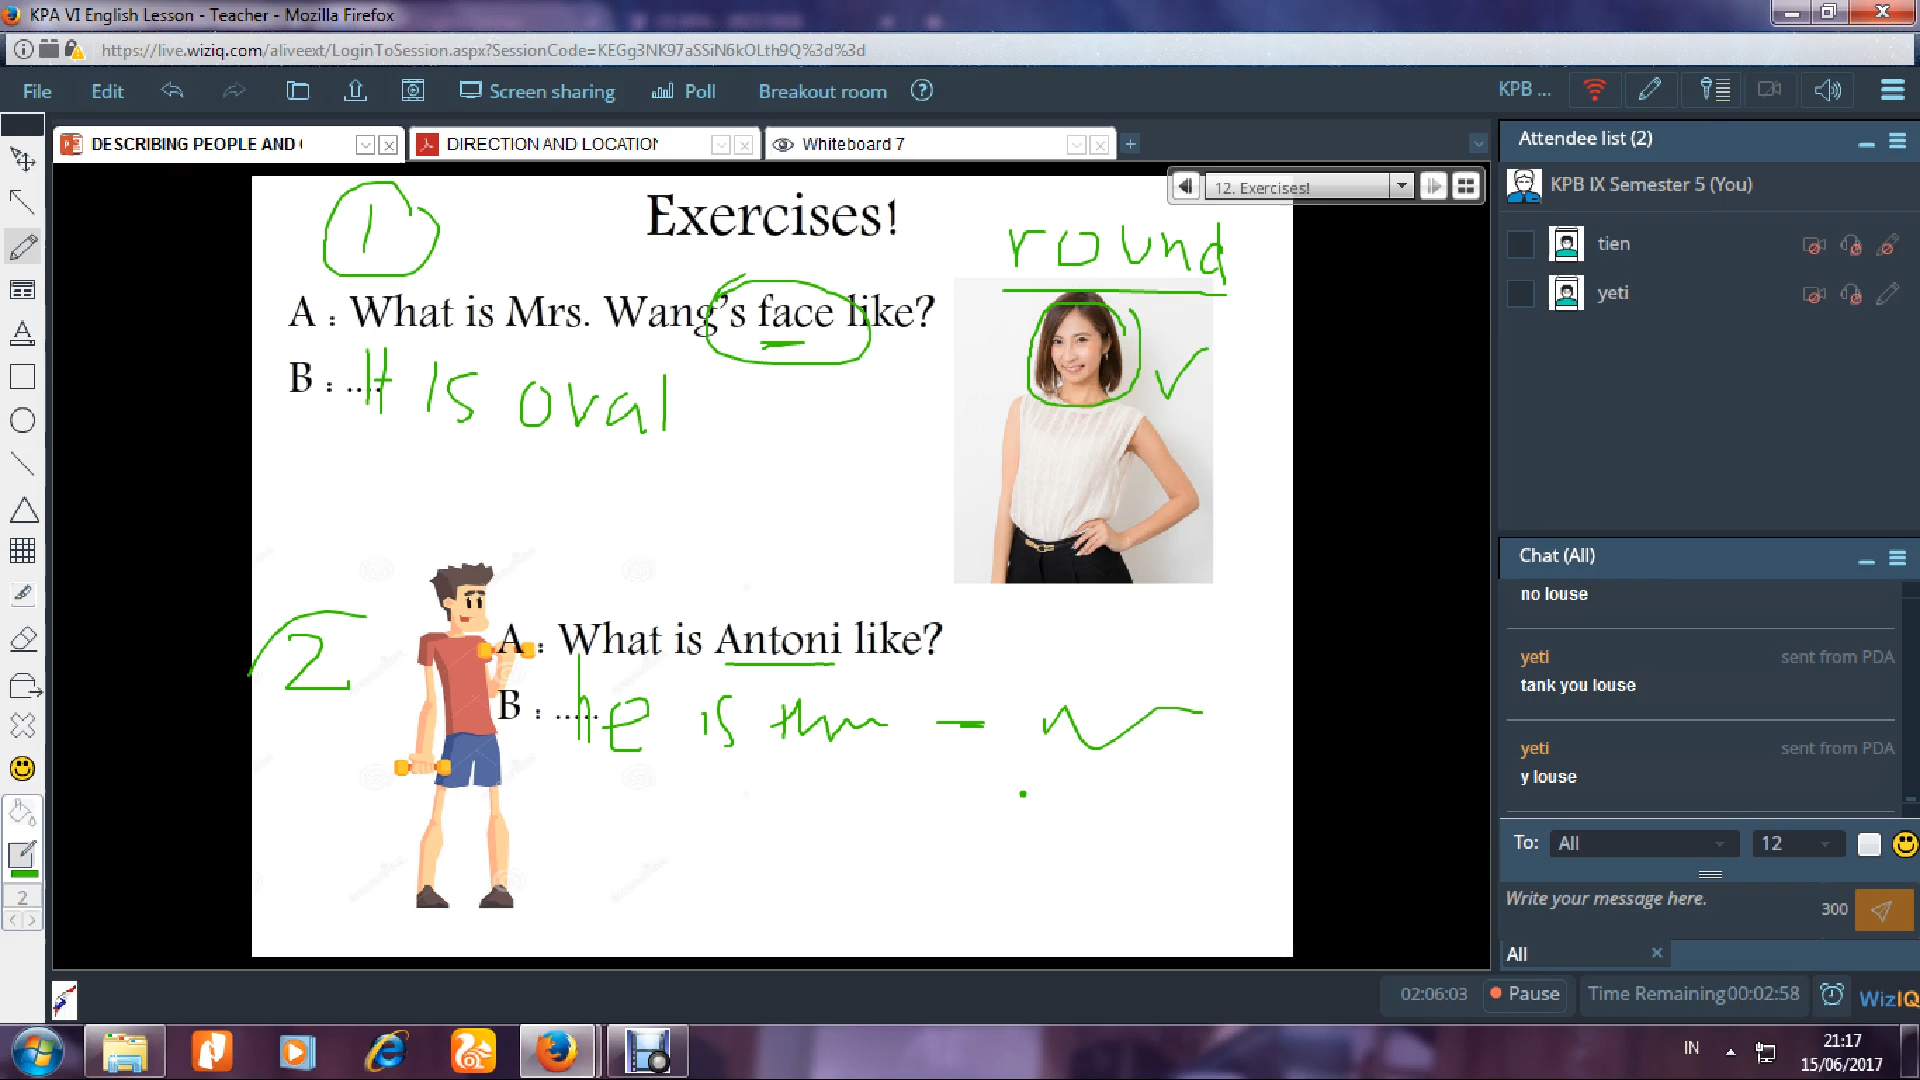 KPA VI English Lesson - Teacher - Mozilla Firefox
https://live.wiziq.com/aliveext/LoginToSession.aspx?SessionCode=KEGg3NK97aSSiN6kOLth9Q%3d%3d
File Edit Screen sharing Poll Breakout room ? KPB ...
DESCRIBING PEOPLE AND DIRECTION AND LOCATION Whiteboard 7
12. Exercises!
1
Exercises!
round
A : What is Mrs. Wang's face like?
B : .... It is oval
2
A : What is Antoni like?
B : ..... he is
Attendee list (2)
KPB IX Semester 5 (You)
tien
yeti
Chat (All)
no louse
yeti sent from PDA
tank you louse
yeti sent from PDA
y louse
To: All 12
Write your message here.
300
All
2
02:06:03 Pause Time Remaining 00:02:58 WizIQ
IN 21:17
15/06/2017